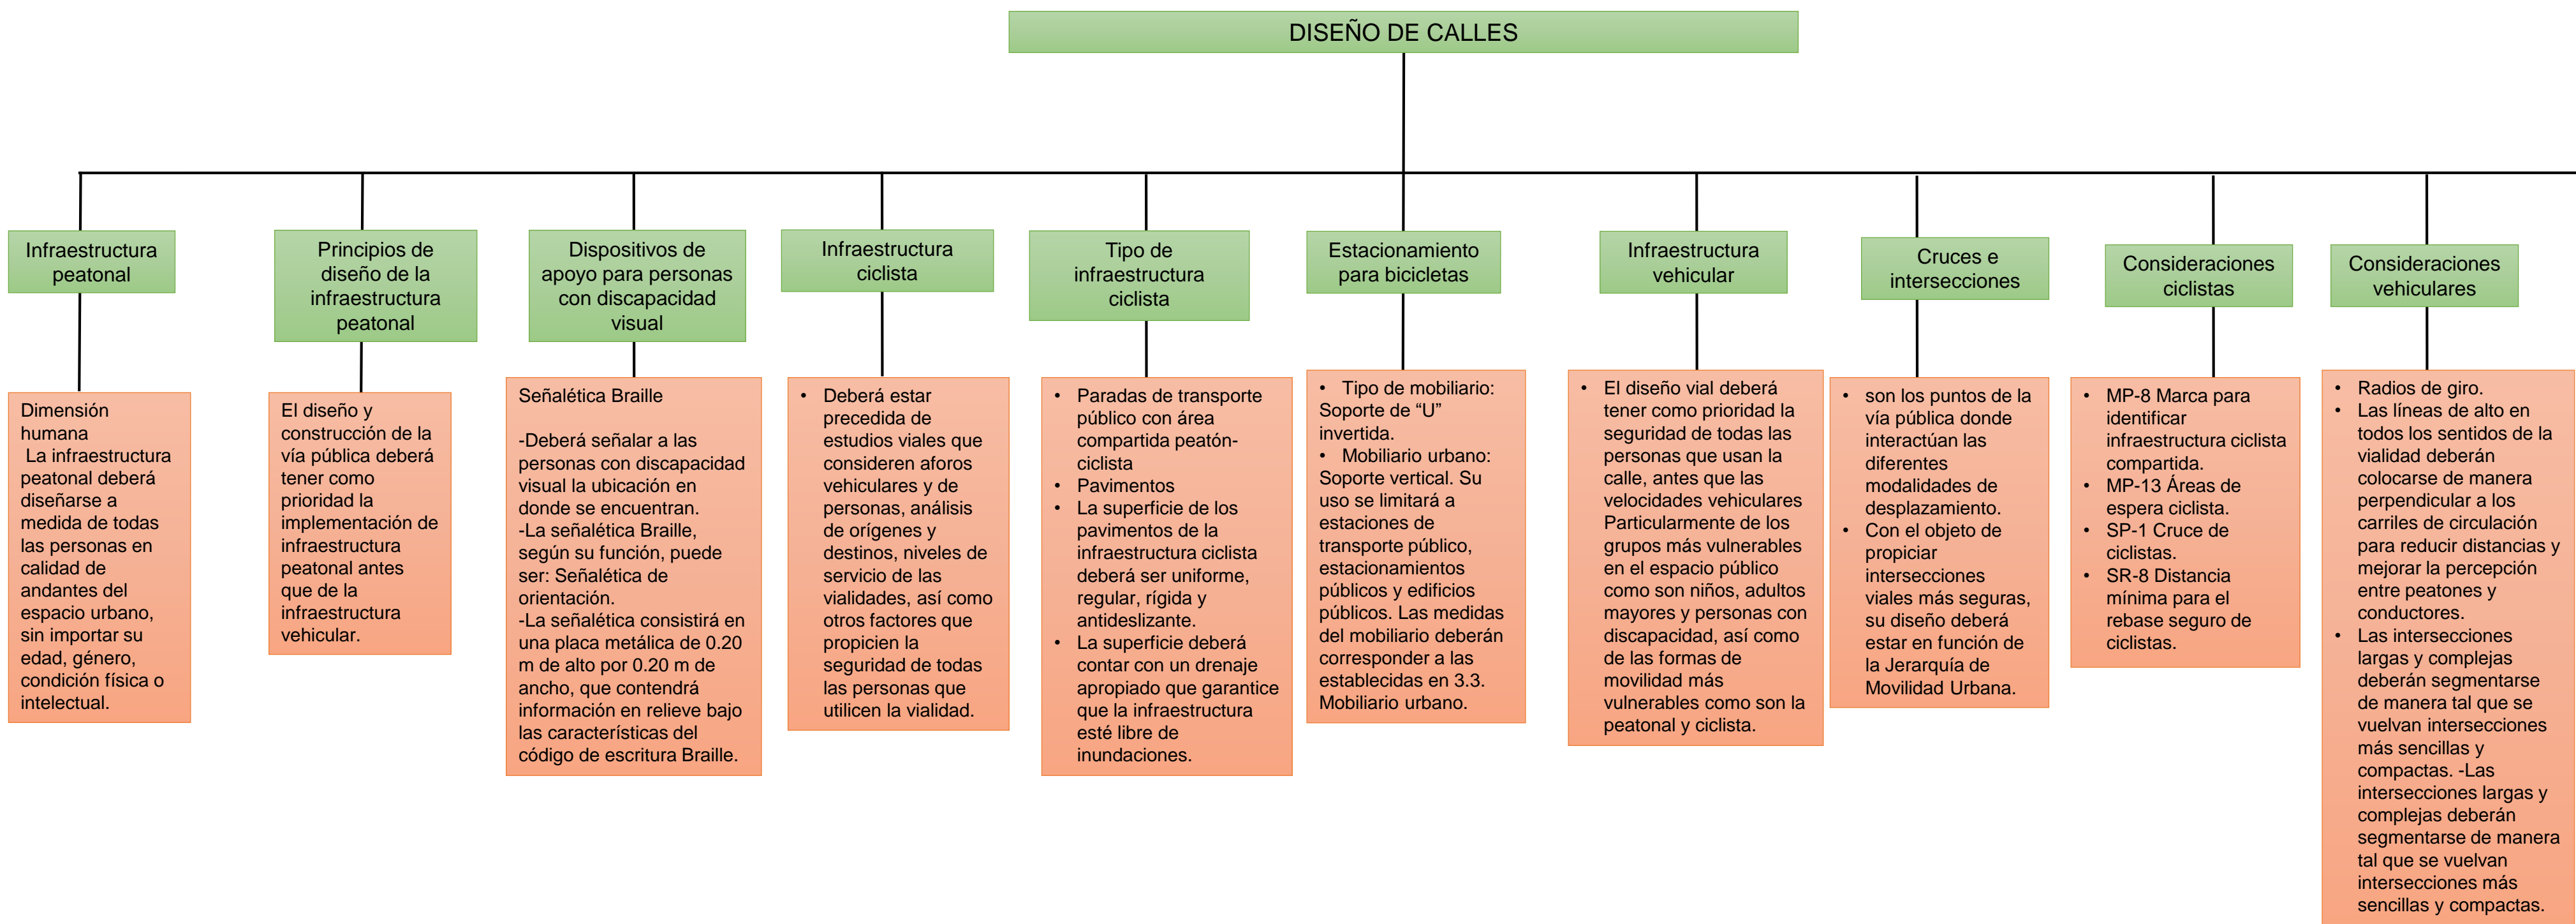 DISEÑO DE CALLES
Infraestructura
peatonal
Dimensión
humana
La infraestructura
peatonal deberá
diseñarse a
medida de todas
las personas en
calidad de
andantes del
espacio urbano,
sin importar su
edad, género,
condición física o
intelectual.
Principios de
diseño de la
infraestructura
peatonal
El diseño y
construcción de la
vía pública deberá
tener como
prioridad la
implementación de
infraestructura
peatonal antes
que de la
infraestructura
vehicular.
Dispositivos de
apoyo para personas
con discapacidad
visual
Señalética Braille
-Deberá señalar a las
personas con discapacidad
visual la ubicación en
donde se encuentran.
-La señalética Braille,
según su función, puede
ser: Señalética de
orientación.
-La señalética consistirá en
una placa metálica de 0.20
m de alto por 0.20 m de
ancho, que contendrá
información en relieve bajo
las características del
código de escritura Braille.
Infraestructura
ciclista
• Deberá estar
precedida de
estudios viales que
consideren aforos
vehiculares y de
personas, análisis
de orígenes y
destinos, niveles de
servicio de las
vialidades, así como
otros factores que
propicien la
seguridad de todas
las personas que
utilicen la vialidad.
Tipo de
infraestructura
ciclista
• Paradas de transporte
público con área
compartida peatón-
ciclista
• Pavimentos
• La superficie de los
pavimentos de la
infraestructura ciclista
deberá ser uniforme,
regular, rígida y
antideslizante.
• La superficie deberá
contar con un drenaje
apropiado que garantice
que la infraestructura
esté libre de
inundaciones.
Estacionamiento
para bicicletas
• Tipo de mobiliario:
Soporte de “U”
invertida.
• Mobiliario urbano:
Soporte vertical. Su
uso se limitará a
estaciones de
transporte público,
estacionamientos
públicos y edificios
públicos. Las medidas
del mobiliario deberán
corresponder a las
establecidas en 3.3.
Mobiliario urbano.
Infraestructura
vehicular
• El diseño vial deberá
tener como prioridad la
seguridad de todas las
personas que usan la
calle, antes que las
velocidades vehiculares
Particularmente de los
grupos más vulnerables
en el espacio público
como son niños, adultos
mayores y personas con
discapacidad, así como
de las formas de
movilidad más
vulnerables como son la
peatonal y ciclista.
Cruces e
intersecciones
• son los puntos de la
vía pública donde
interactúan las
diferentes
modalidades de
desplazamiento.
• Con el objeto de
propiciar
intersecciones
viales más seguras,
su diseño deberá
estar en función de
la Jerarquía de
Movilidad Urbana.
Consideraciones
ciclistas
• MP-8 Marca para
identificar
infraestructura ciclista
compartida.
• MP-13 Áreas de
espera ciclista.
• SP-1 Cruce de
ciclistas.
• SR-8 Distancia
mínima para el
rebase seguro de
ciclistas.
Consideraciones
vehiculares
• Radios de giro.
• Las líneas de alto en
todos los sentidos de la
vialidad deberán
colocarse de manera
perpendicular a los
carriles de circulación
para reducir distancias y
mejorar la percepción
entre peatones y
conductores.
• Las intersecciones
largas y complejas
deberán segmentarse
de manera tal que se
vuelvan intersecciones
más sencillas y
compactas. -Las
intersecciones largas y
complejas deberán
segmentarse de manera
tal que se vuelvan
intersecciones más
sencillas y compactas.